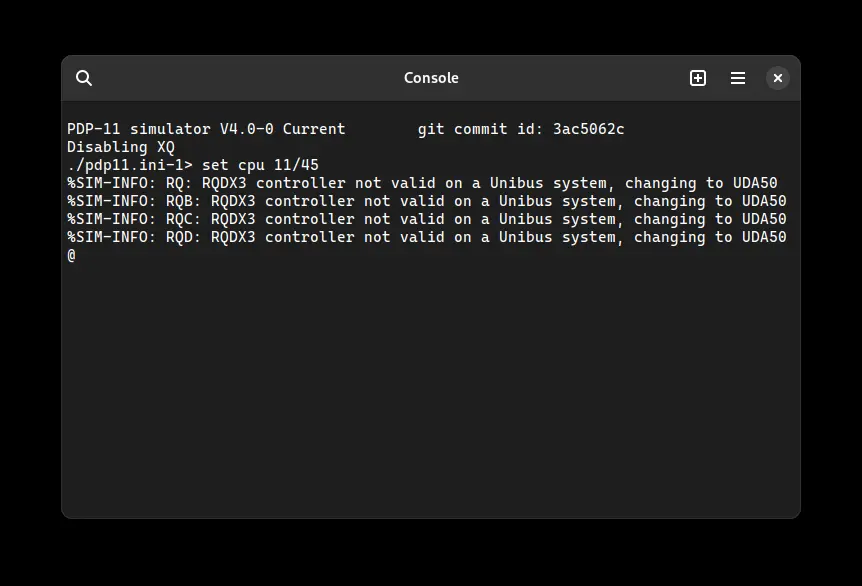 Console
PDP-11 simulator V4.0-0 Current        git commit id: 3ac5062c
Disabling XQ
./pdp11.ini-1> set cpu 11/45
%SIM-INFO: RQ: RQDX3 controller not valid on a Unibus system, changing to UDA50
%SIM-INFO: RQB: RQDX3 controller not valid on a Unibus system, changing to UDA50
%SIM-INFO: RQC: RQDX3 controller not valid on a Unibus system, changing to UDA50
%SIM-INFO: RQD: RQDX3 controller not valid on a Unibus system, changing to UDA50
@